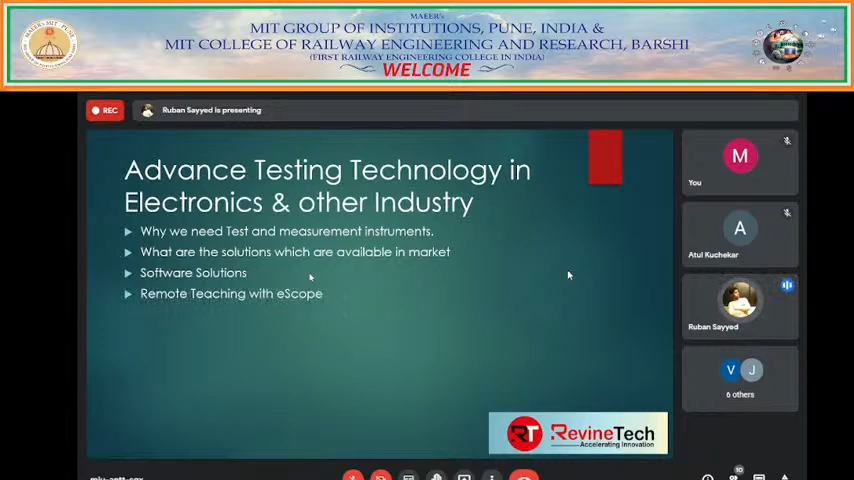 MAEER's
MIT GROUP OF INSTITUTIONS, PUNE, INDIA &
MIT COLLEGE OF RAILWAY ENGINEERING AND RESEARCH, BARSHI
(FIRST RAILWAY ENGINEERING COLLEGE IN INDIA)
WELCOME
REC
Ruban Sayyed is presenting
Advance Testing Technology in
Electronics & other Industry
Why we need Test and measurement instruments.
What are the solutions which are available in market
Software Solutions
Remote Teaching with eScope
RT RevineTech
Accelerating Innovation
M
You
A
Atul Kuchekar
Ruban Sayyed
V J
6 others
10